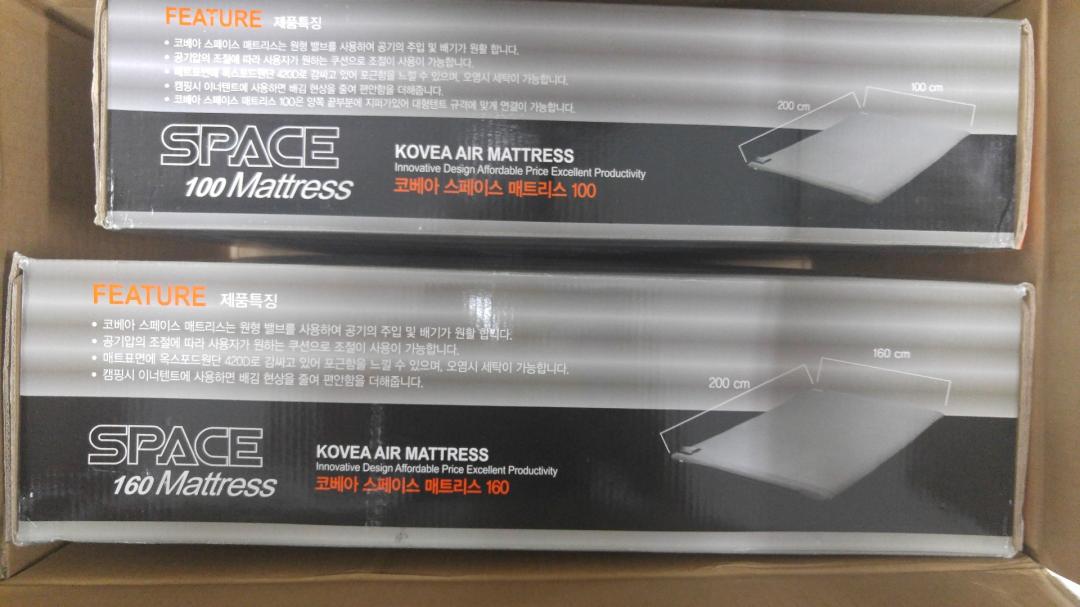 FEATURE 제품특징
• 코베아 스페이스 매트리스는 원형 밸브를 사용하여 공기의 주입 및 배기가 원활 합니다.
• 공기압의 조절에 따라 사용자가 원하는 쿠션으로 조절이 사용이 가능합니다.
• 매트표면에 옥스포드원단 420D로 감싸고 있어 포근함을 느낄 수 있으며, 오염시 세탁이 가능합니다.
• 캠핑시 이너텐트에 사용하면 배김 현상을 줄여 편안함을 더해줍니다.
• 코베아 스페이스 매트리스 100은 양쪽 끝부분에 지퍼가있어 대형텐트 규격에 맞게 연결이 가능합니다.
200 cm
100 cm
SPACE
100 Mattress
KOVEA AIR MATTRESS
Innovative Design Affordable Price Excellent Productivity
코베아 스페이스 매트리스 100
FEATURE 제품특징
• 코베아 스페이스 매트리스는 원형 밸브를 사용하여 공기의 주입 및 배기가 원활 합니다.
• 공기압의 조절에 따라 사용자가 원하는 쿠션으로 조절이 사용이 가능합니다.
• 매트표면에 옥스포드원단 420D로 감싸고 있어 포근함을 느낄 수 있으며, 오염시 세탁이 가능합니다.
• 캠핑시 이너텐트에 사용하면 배김 현상을 줄여 편안함을 더해줍니다.
200 cm
160 cm
SPACE
160 Mattress
KOVEA AIR MATTRESS
Innovative Design Affordable Price Excellent Productivity
코베아 스페이스 매트리스 160